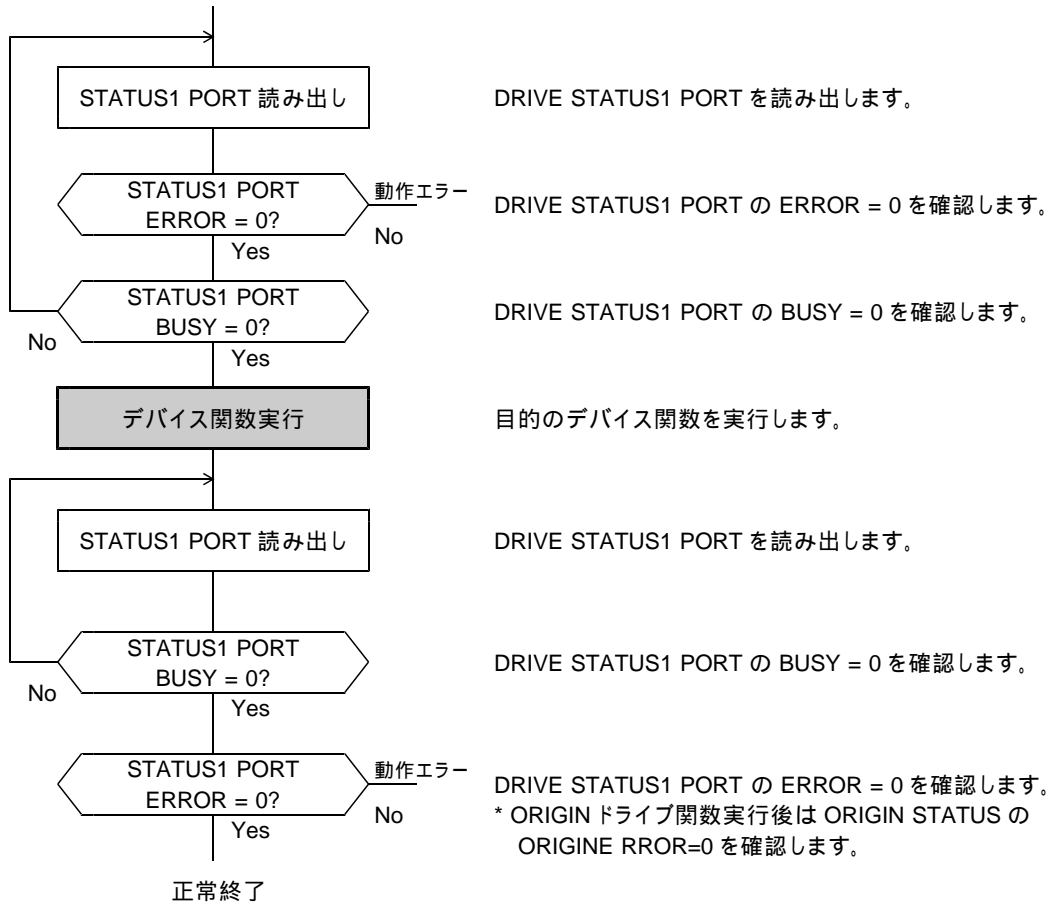 STATUS1 PORT 読み出し
DRIVE STATUS1 PORT を読み出します。
STATUS1 PORT
ERROR = 0?
動作エラー
No
Yes
DRIVE STATUS1 PORT の ERROR = 0 を確認します。
STATUS1 PORT
BUSY = 0?
No
Yes
DRIVE STATUS1 PORT の BUSY = 0 を確認します。
デバイス関数実行
目的のデバイス関数を実行します。
STATUS1 PORT 読み出し
DRIVE STATUS1 PORT を読み出します。
STATUS1 PORT
BUSY = 0?
No
Yes
DRIVE STATUS1 PORT の BUSY = 0 を確認します。
STATUS1 PORT
ERROR = 0?
動作エラー
No
Yes
DRIVE STATUS1 PORT の ERROR = 0 を確認します。
* ORIGIN ドライブ関数実行後は ORIGIN STATUS の
ORIGINE RROR=0 を確認します。
正常終了